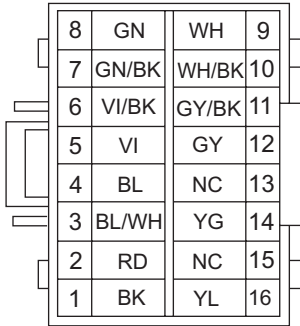 8 GN WH 9
7 GN/BK WH/BK 10
6 VI/BK GY/BK 11
5 VI GY 12
4 BL NC 13
3 BL/WH YG 14
2 RD NC 15
1 BK YL 16